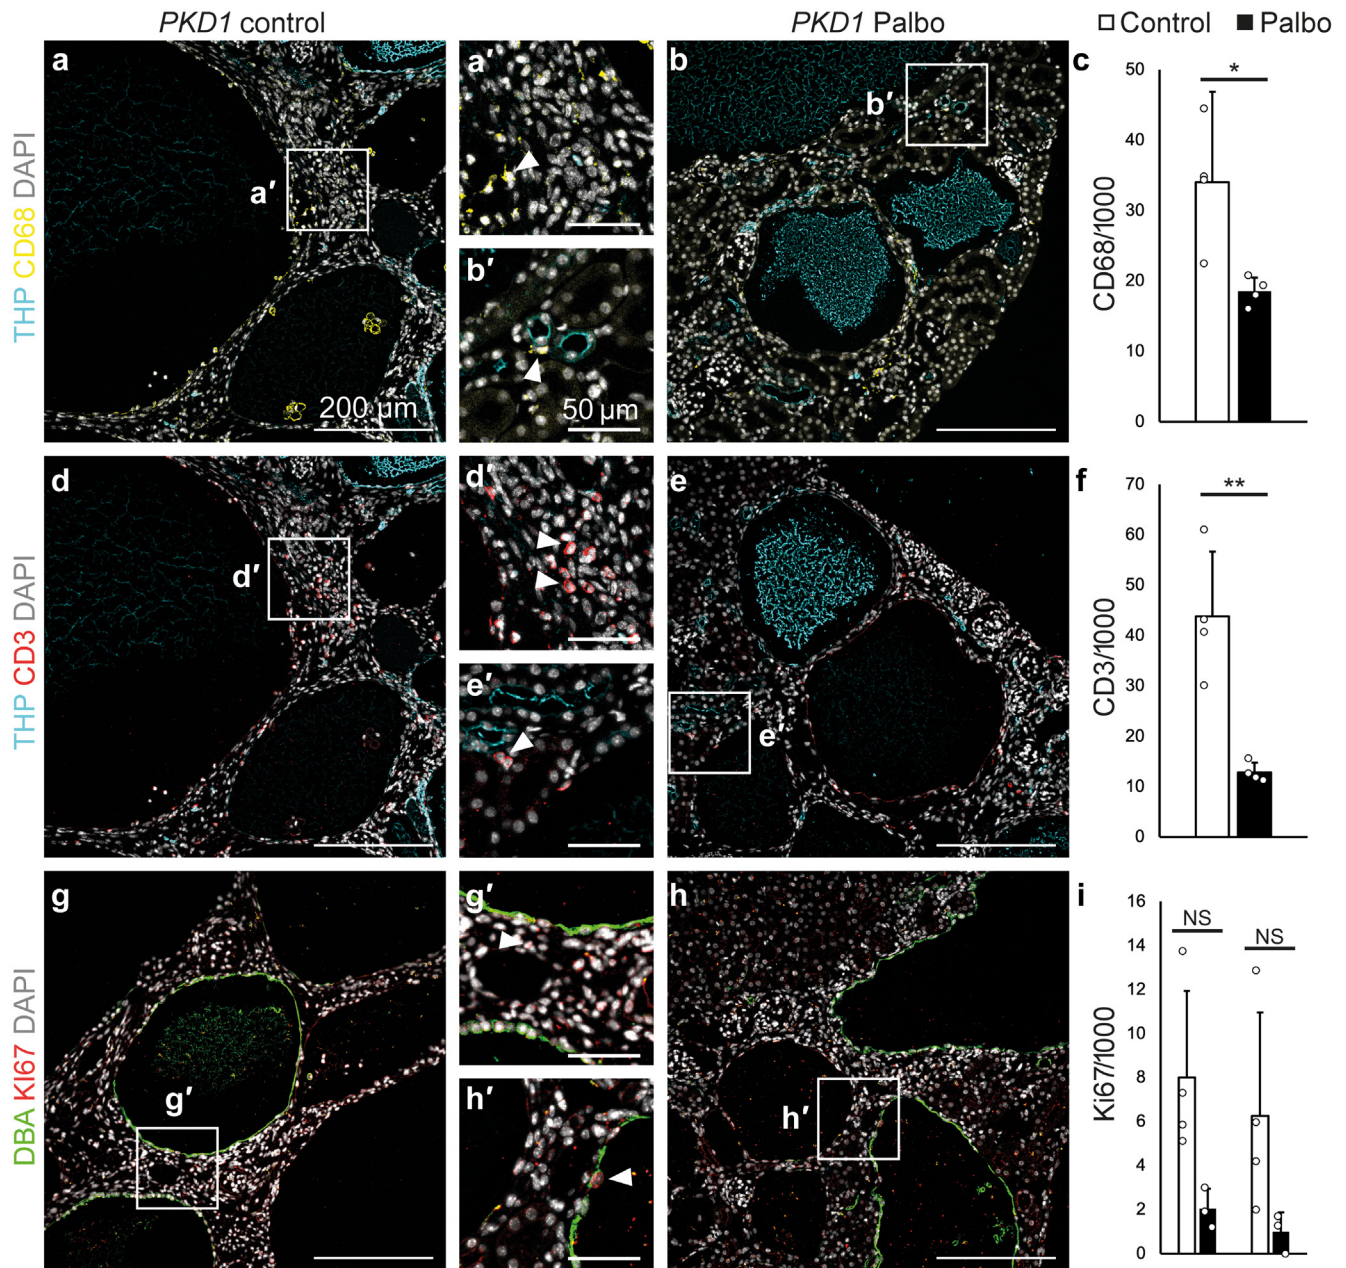 PKD1 control
PKD1 Palbo
Control
Palbo
THP CD68 DAPI
a
a′
200 µm
a′
b′
50 µm
b
b′
c
CD68/1000
50
40
30
20
10
0
*
THP CD3 DAPI
d
d′
d′
e′
e
e′
f
CD3/1000
70
60
50
40
30
20
10
0
**
DBA KI67 DAPI
g
g′
g′
h′
h
h′
i
Ki67/1000
16
14
12
10
8
6
4
2
0
NS
NS